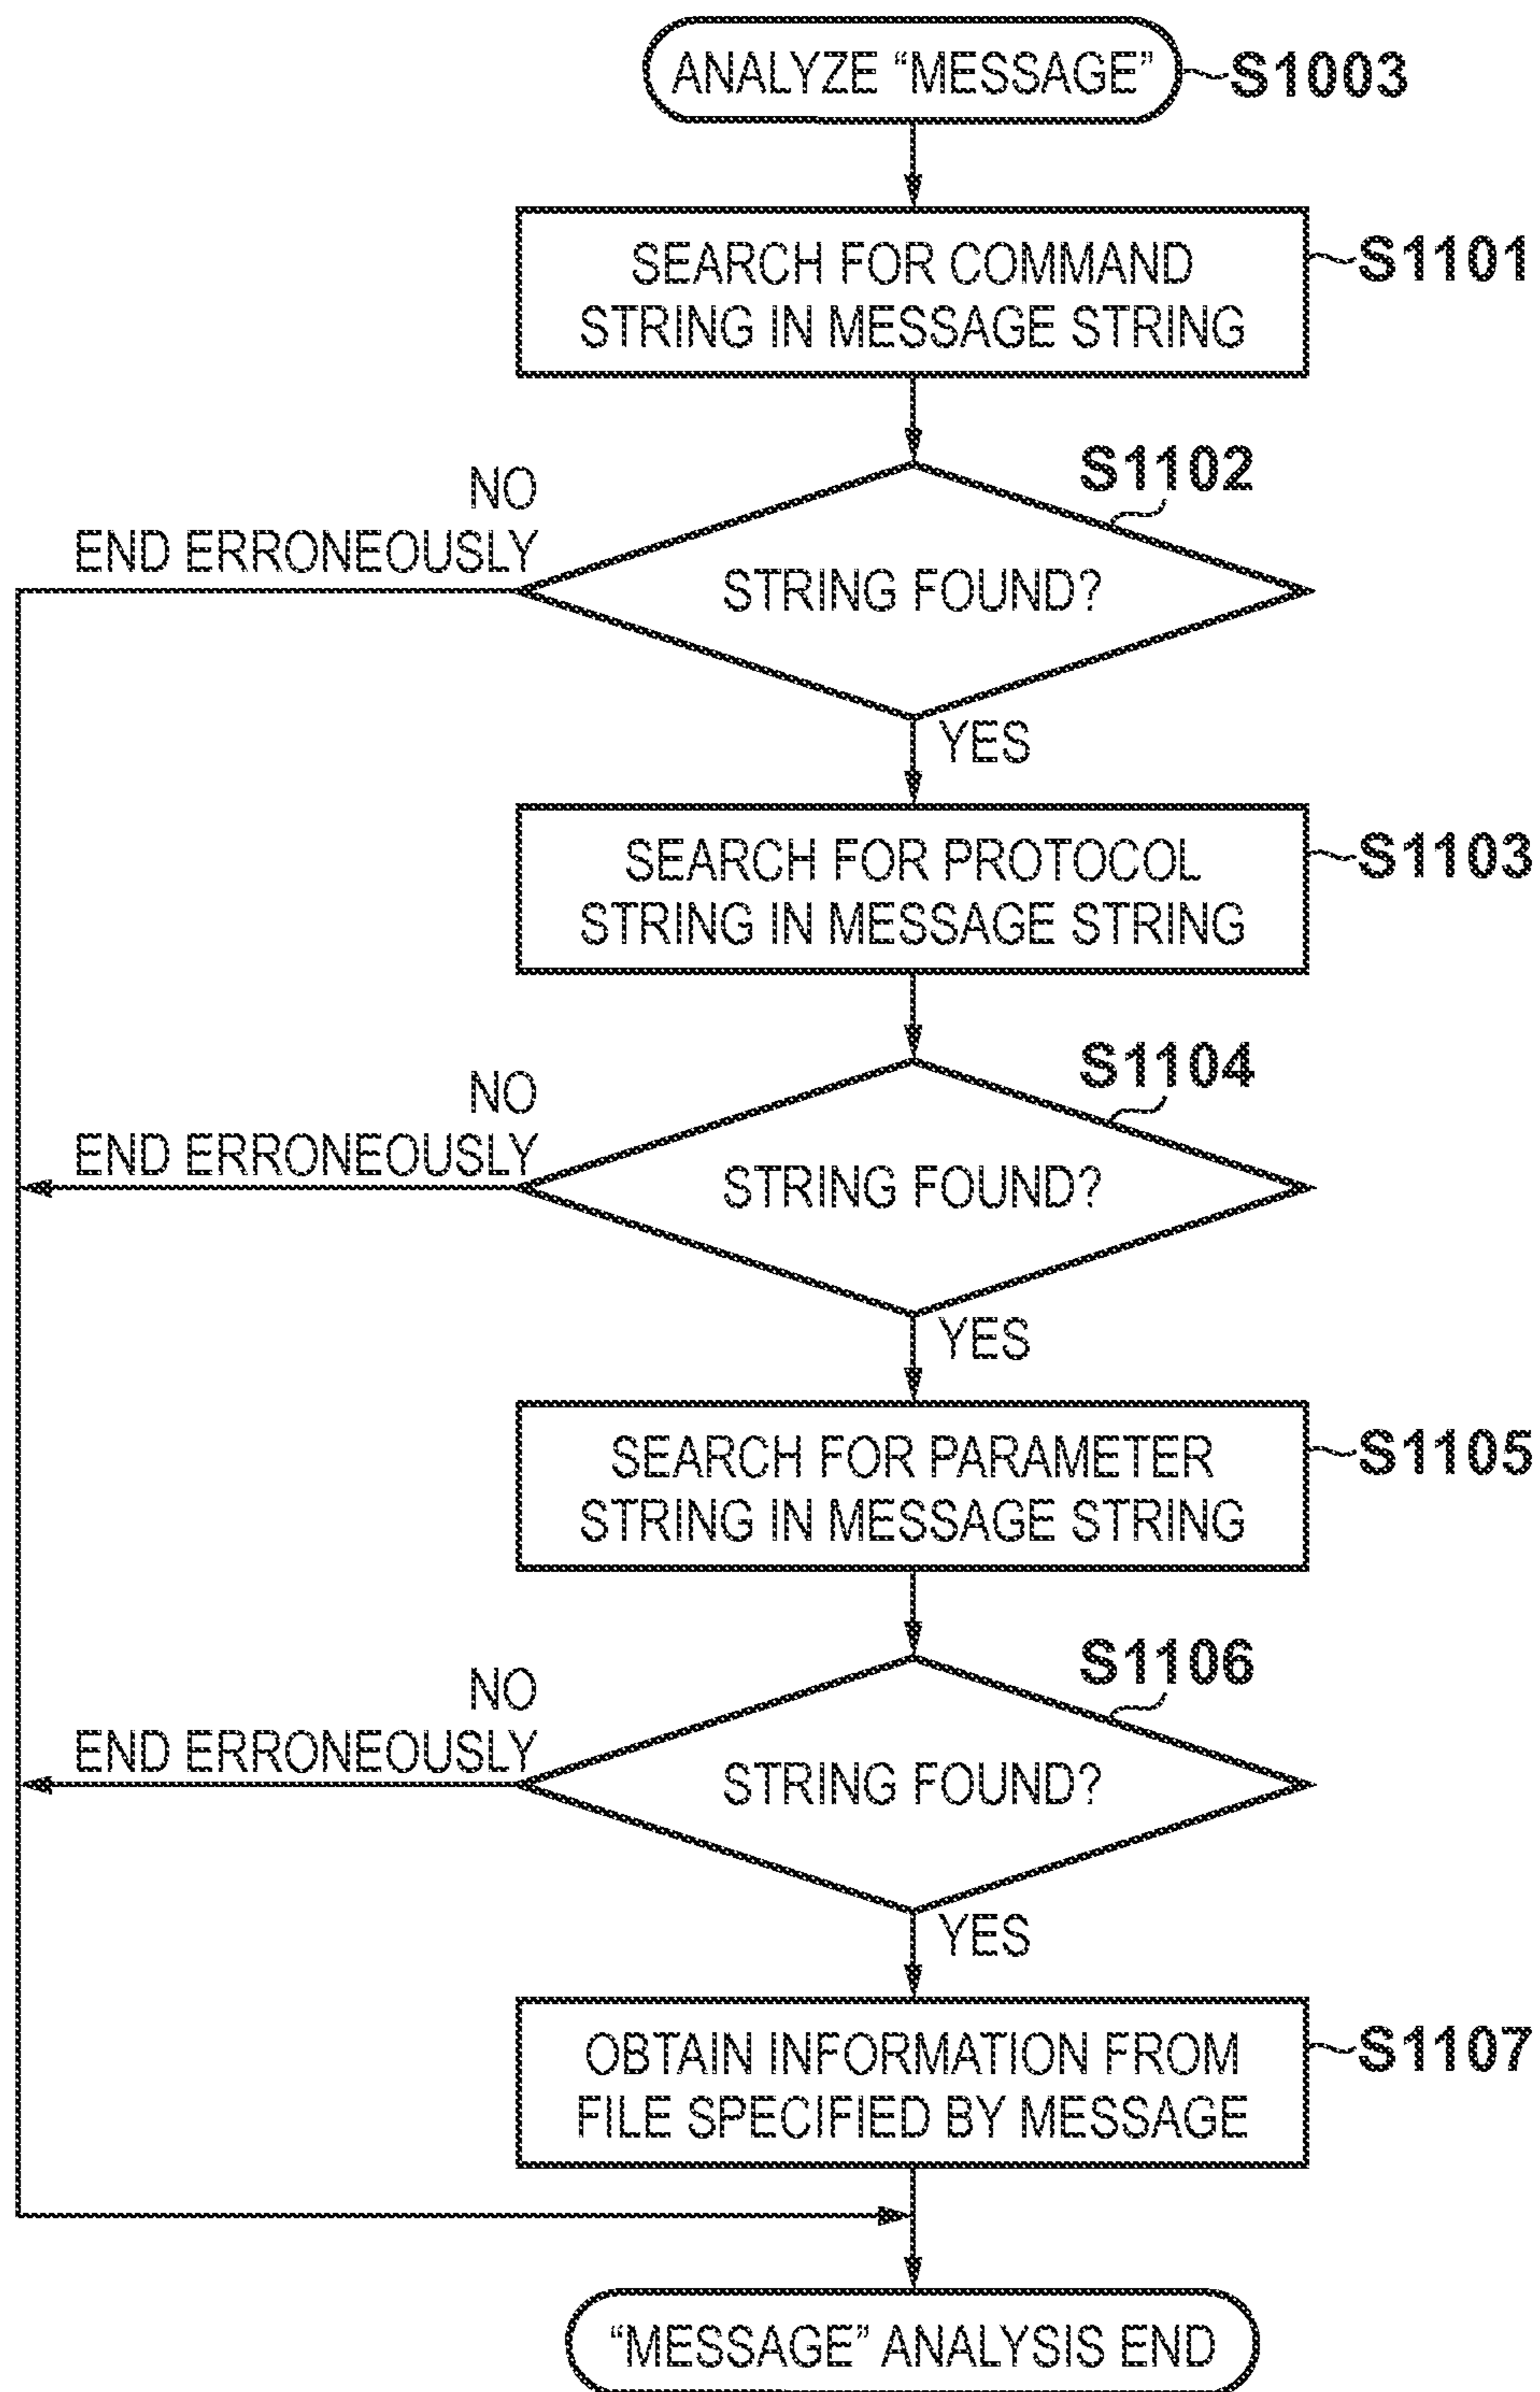 ANALYZE “MESSAGE”
S1003
SEARCH FOR COMMAND
STRING IN MESSAGE STRING
S1101
S1102
NO
END ERRONEOUSLY
STRING FOUND?
YES
SEARCH FOR PROTOCOL
STRING IN MESSAGE STRING
S1103
S1104
NO
END ERRONEOUSLY
STRING FOUND?
YES
SEARCH FOR PARAMETER
STRING IN MESSAGE STRING
S1105
S1106
NO
END ERRONEOUSLY
STRING FOUND?
YES
OBTAIN INFORMATION FROM
FILE SPECIFIED BY MESSAGE
S1107
“MESSAGE” ANALYSIS END